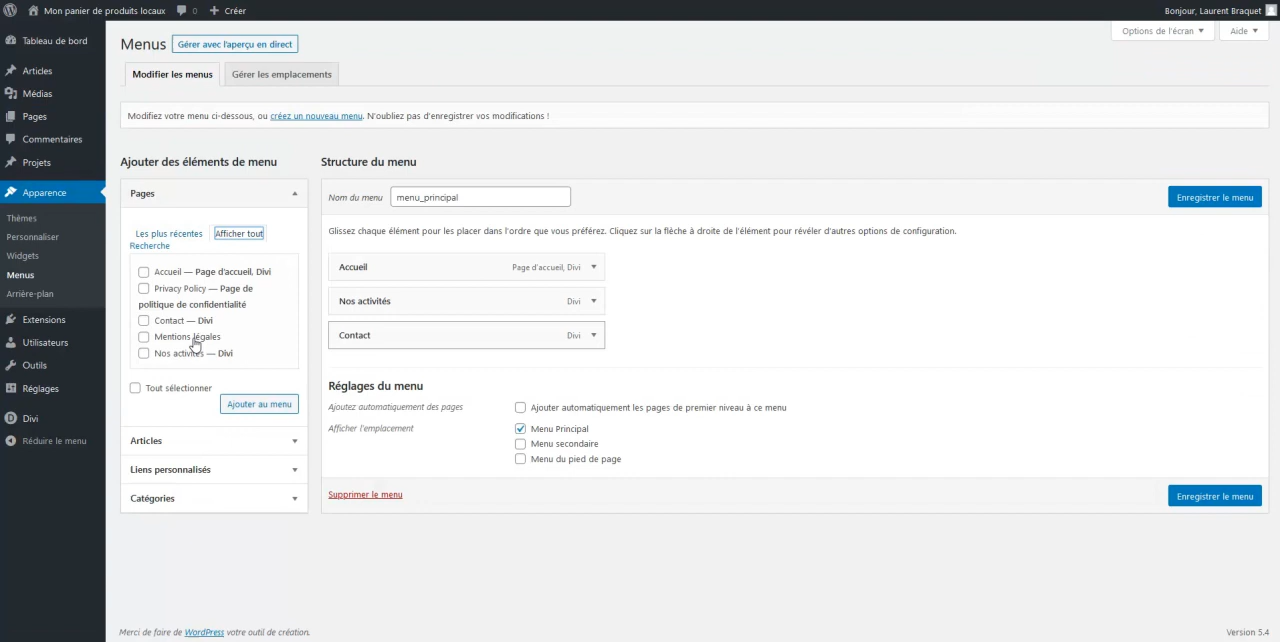 Mon panier de produits locaux 0 Créer Bonjour, Laurent Braquet
Options de l'écran Aide
Tableau de bord
Articles
Médias
Pages
Commentaires
Projets
Apparence
Thèmes
Personnaliser
Widgets
Menus
Arrière-plan
Extensions
Utilisateurs
Outils
Réglages
Divi
Réduire le menu
Menus Gérer avec l'aperçu en direct
Modifier les menus Gérer les emplacements
Modifiez votre menu ci-dessous, ou créez un nouveau menu. N'oubliez pas d'enregistrer vos modifications !
Ajouter des éléments de menu
Pages
Les plus récentes Afficher tout
Recherche
Accueil — Page d'accueil, Divi
Privacy Policy — Page de
politique de confidentialité
Contact — Divi
Mentions légales
Nos activités — Divi
Tout sélectionner
Ajouter au menu
Articles
Liens personnalisés
Catégories
Structure du menu
Nom du menu menu_principal Enregistrer le menu
Glissez chaque élément pour les placer dans l'ordre que vous préférez. Cliquez sur la flèche à droite de l'élément pour révéler d'autres options de configuration.
Accueil Page d'accueil, Divi
Nos activités Divi
Contact Divi
Réglages du menu
Ajoutez automatiquement des pages Ajouter automatiquement les pages de premier niveau à ce menu
Afficher l'emplacement Menu Principal
Menu secondaire
Menu du pied de page
Supprimer le menu Enregistrer le menu
Merci de faire de WordPress votre outil de création. Version 5.4